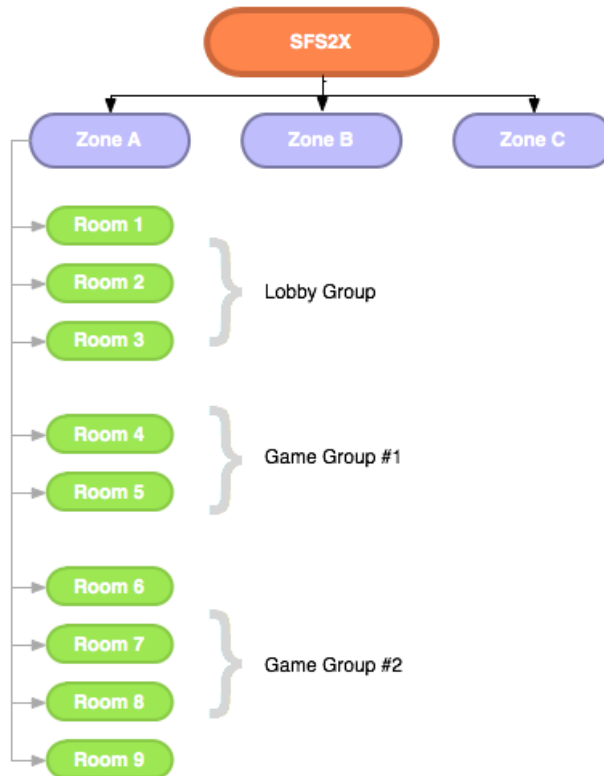 SFS2X
Zone A
Zone B
Zone C
Room 1
Room 2
Lobby Group
Room 3
Room 4
Game Group #1
Room 5
Room 6
Room 7
Game Group #2
Room 8
Room 9